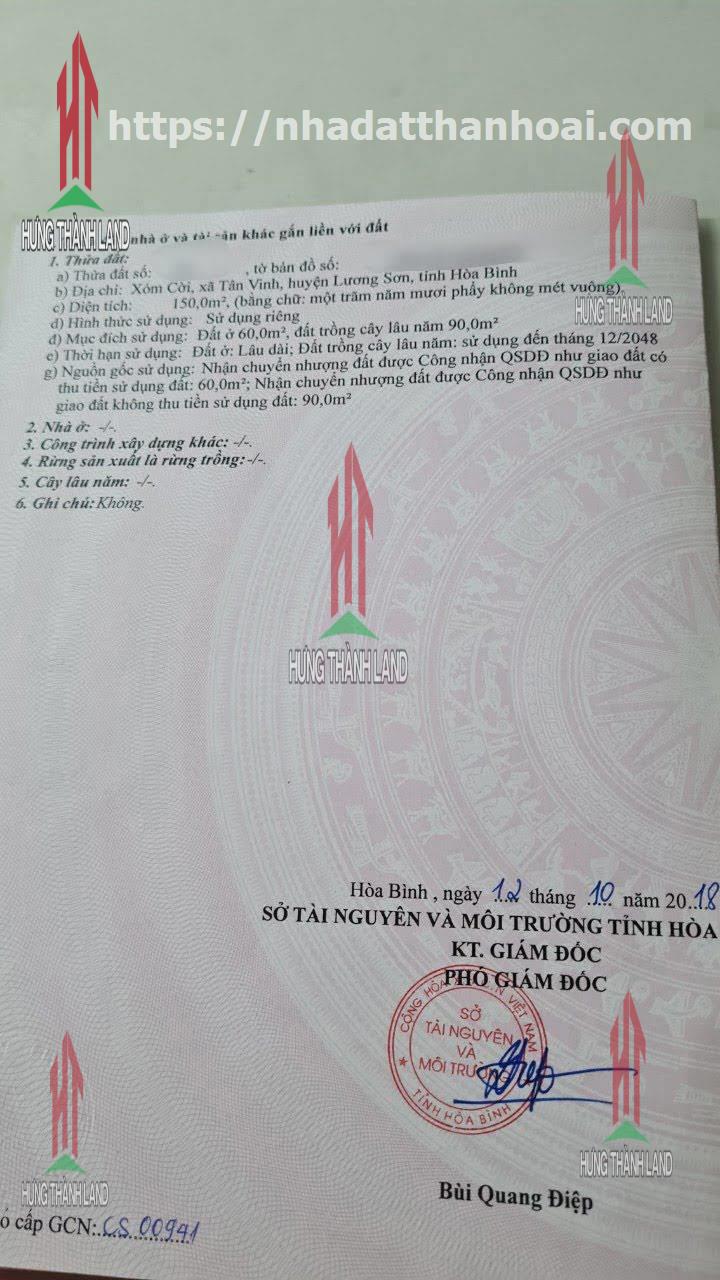 https://nhadatthanhoai.com
HƯNG THÀNH LAND
HƯNG THÀNH LAND
nhà ở và tài sản khác gắn liền với đất
1. Thửa đất:
a) Thửa đất số: , tờ bản đồ số:
b) Địa chỉ: Xóm Cời, xã Tân Vinh, huyện Lương Sơn, tỉnh Hòa Bình
c) Diện tích: 150,0m², (bằng chữ: một trăm năm mươi phẩy không mét vuông),
d) Hình thức sử dụng: Sử dụng riêng
đ) Mục đích sử dụng: Đất ở 60,0m², đất trồng cây lâu năm 90,0m²
e) Thời hạn sử dụng: Đất ở: Lâu dài; Đất trồng cây lâu năm: sử dụng đến tháng 12/2048
g) Nguồn gốc sử dụng: Nhận chuyển nhượng đất được Công nhận QSDĐ như giao đất có
thu tiền sử dụng đất: 60,0m²; Nhận chuyển nhượng đất được Công nhận QSDĐ như
giao đất không thu tiền sử dụng đất: 90,0m²
2. Nhà ở: -/-.
3. Công trình xây dựng khác: -/-.
4. Rừng sản xuất là rừng trồng: -/-.
5. Cây lâu năm: -/-.
6. Ghi chú: Không.
HƯNG THÀNH LAND
Hòa Bình , ngày 12 tháng 10 năm 2018
SỞ TÀI NGUYÊN VÀ MÔI TRƯỜNG TỈNH HÒA
KT. GIÁM ĐỐC
PHÓ GIÁM ĐỐC
SỞ
TÀI NGUYÊN
VÀ
MÔI TRƯỜNG
TỈNH HÒA BÌNH
HƯNG THÀNH LAND
HƯNG THÀNH LAND
Bùi Quang Điệp
cấp GCN: CS 00941